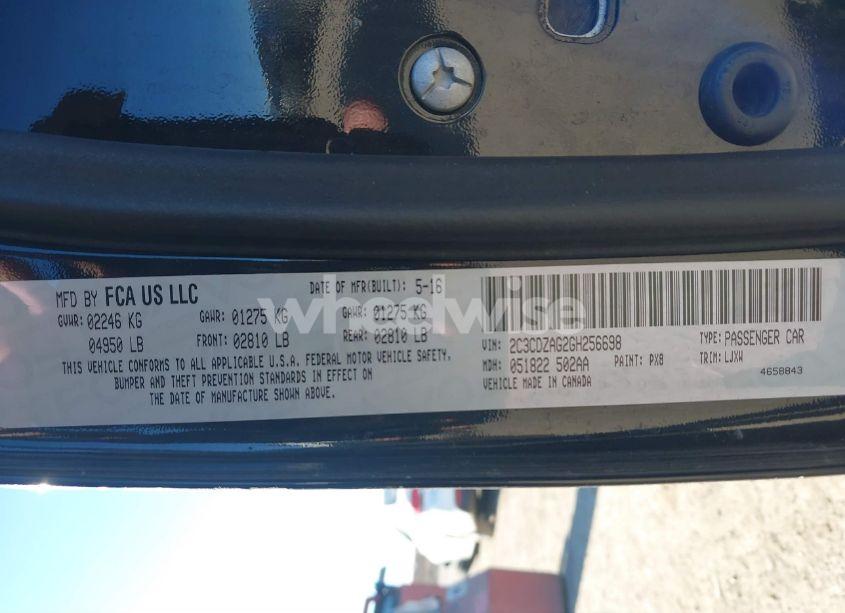 MFD BY FCA US LLC
DATE OF MFR(BUILT): 5-16
GVWR: 02246 KG
GAWR: 01275 KG
GAWR: 01275 KG
04950 LB
FRONT: 02810 LB
REAR: 02810 LB
THIS VEHICLE CONFORMS TO ALL APPLICABLE U.S.A. FEDERAL MOTOR VEHICLE SAFETY,
BUMPER AND THEFT PREVENTION STANDARDS IN EFFECT ON
THE DATE OF MANUFACTURE SHOWN ABOVE.
VIN: 2C3CDZAG2GH256698
TYPE: PASSENGER CAR
MDH: 051822 502AA
PAINT: PX8
TRIM: LJXW
VEHICLE MADE IN CANADA
4658843
wheelwise